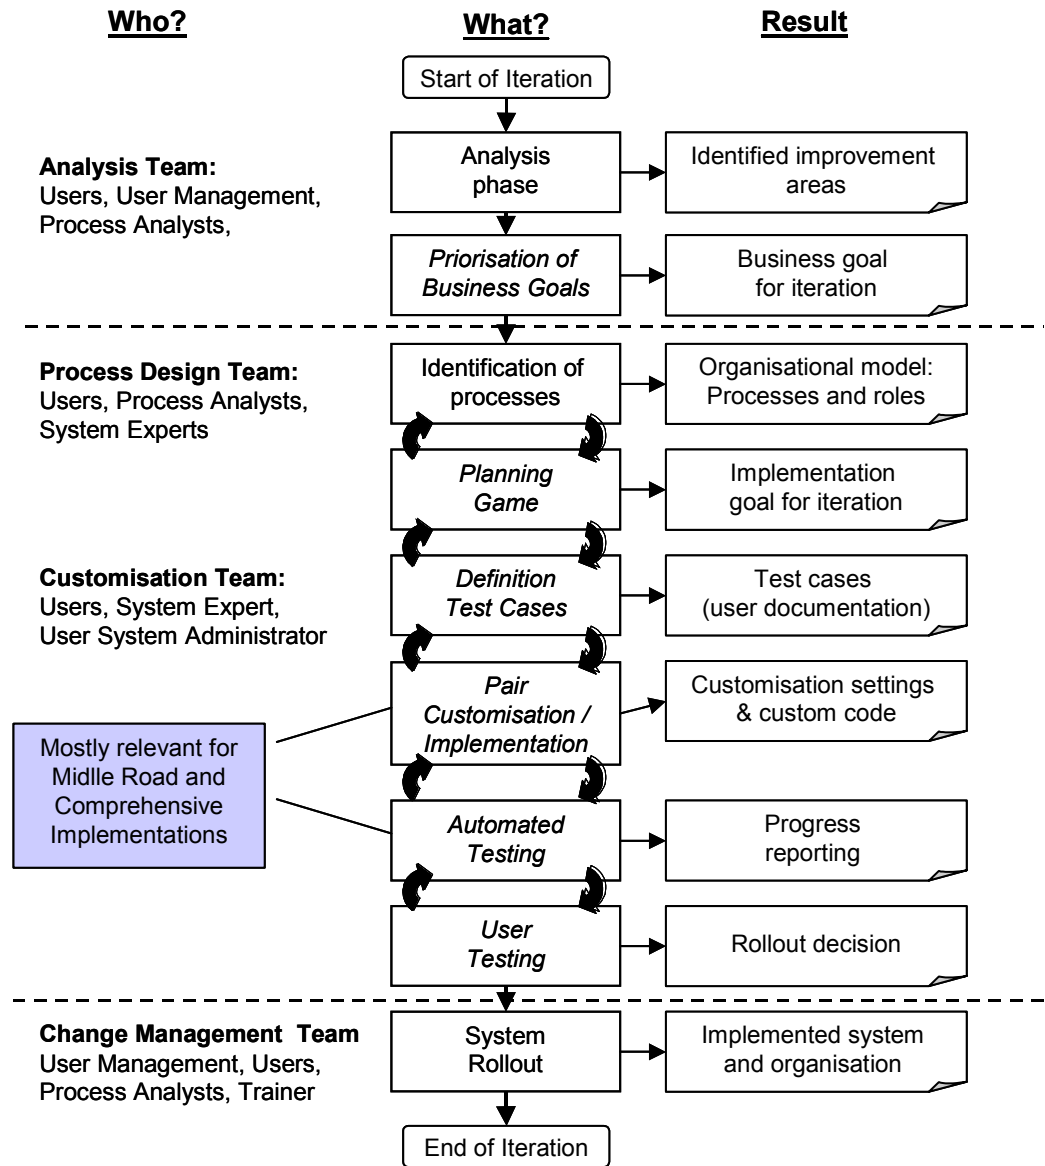 Who?
What?
Result
Start of Iteration
Analysis Team:
Users, User Management,
Process Analysts,
Analysis
phase
Identified improvement
areas
Priorisation of
Business Goals
Business goal
for iteration
Process Design Team:
Users, Process Analysts,
System Experts
Identification of
processes
Organisational model:
Processes and roles
Planning
Game
Implementation
goal for iteration
Customisation Team:
Users, System Expert,
User System Administrator
Definition
Test Cases
Test cases
(user documentation)
Pair
Customisation /
Implementation
Customisation settings
& custom code
Mostly relevant for
Midlle Road and
Comprehensive
Implementations
Automated
Testing
Progress
reporting
User
Testing
Rollout decision
Change Management  Team
User Management, Users,
Process Analysts, Trainer
System
Rollout
Implemented system
and organisation
End of Iteration